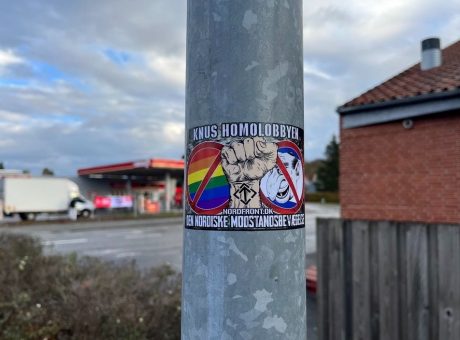 KNUS HOMOLOBBYEN
NORDFRONT.DK
DEN NORDISKE MODSTANDSBEVÆGELSE